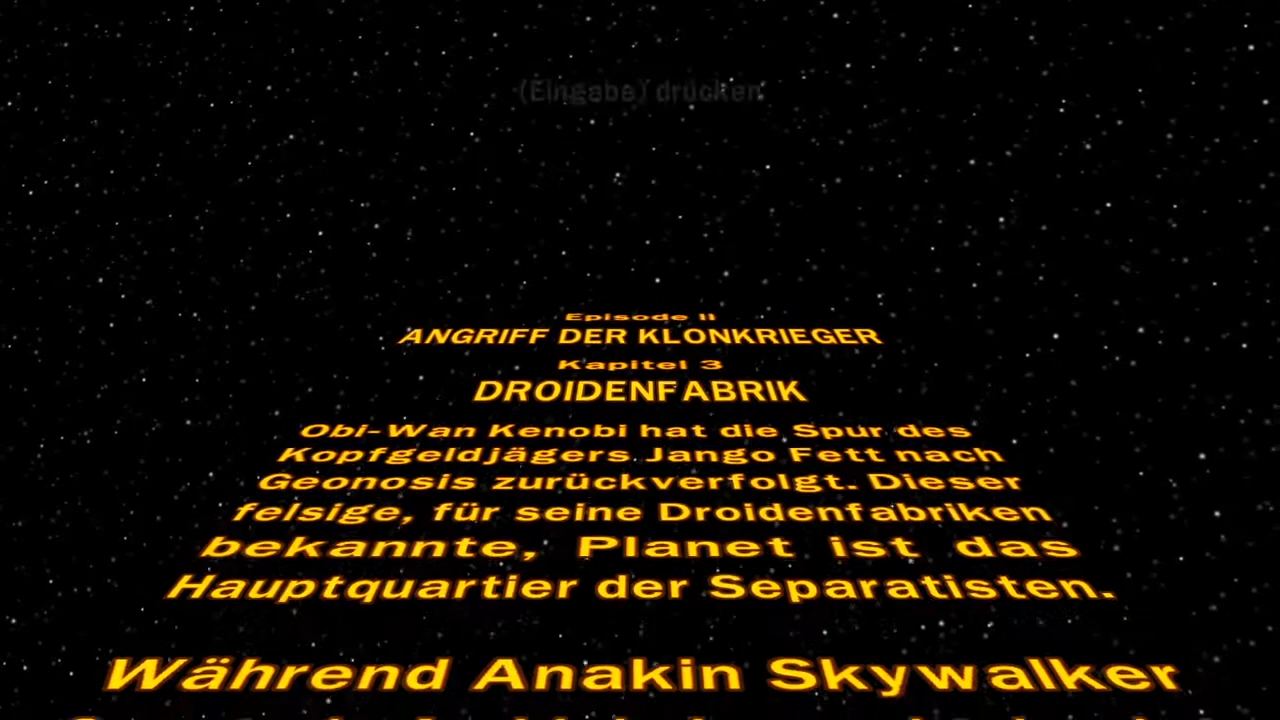 (Eingabe) drücken
Episode II
ANGRIFF DER KLONKRIEGER
Kapitel 3
DROIDENFABRIK
Obi-Wan Kenobi hat die Spur des
Kopfgeldjägers Jango Fett nach
Geonosis zurückverfolgt. Dieser
felsige, für seine Droidenfabriken
bekannte, Planet ist das
Hauptquartier der Separatisten.
Während Anakin Skywalker